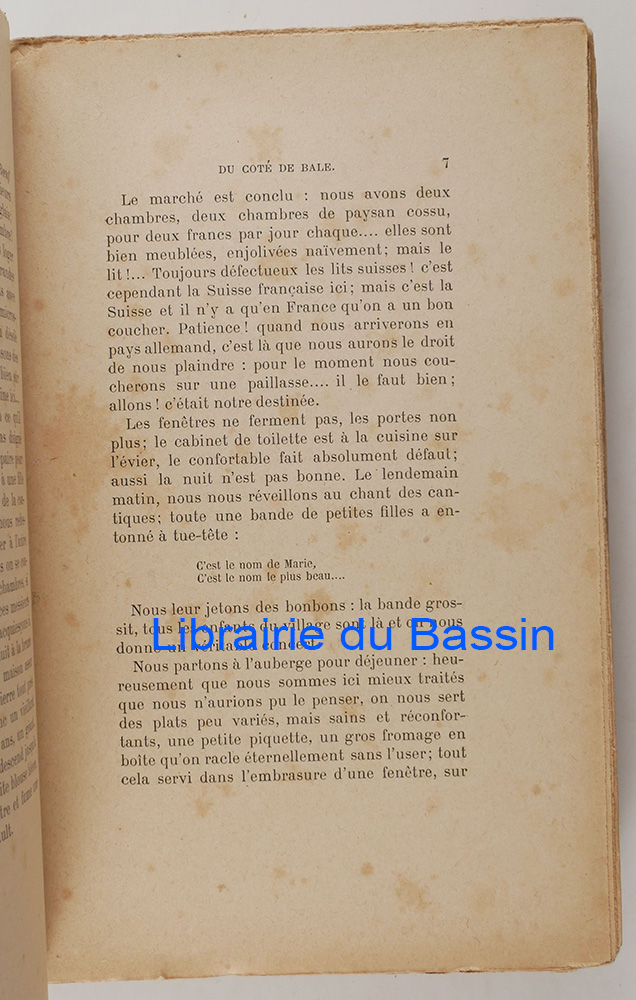 DU COTÉ DE BALE. 7
Le marché est conclu : nous avons deux
chambres, deux chambres de paysan cossu,
pour deux francs par jour chaque.... elles sont
bien meublées, enjolivées naïvement; mais le
lit!... Toujours défectueux les lits suisses! c'est
cependant la Suisse française ici; mais c'est la
Suisse et il n'y a qu'en France qu'on a un bon
coucher. Patience! quand nous arriverons en
pays allemand, c'est là que nous aurons le droit
de nous plaindre : pour le moment nous cou-
cherons sur une paillasse.... il le faut bien;
allons! c'était notre destinée.
Les fenêtres ne ferment pas, les portes non
plus; le cabinet de toilette est à la cuisine sur
l'évier, le confortable fait absolument défaut;
aussi la nuit n'est pas bonne. Le lendemain
matin, nous nous réveillons au chant des can-
tiques; toute une bande de petites filles a en-
tonné à tue-tête :
C'est le nom de Marie,
C'est le nom le plus beau....
Nous leur jetons des bonbons : la bande gros-
sit, tous les enfants du village sont là et on nous
donne un véritable concert.
Librairie du Bassin
Nous partons à l'auberge pour déjeuner : heu-
reusement que nous sommes ici mieux traités
que nous n'aurions pu le penser, on nous sert
des plats peu variés, mais sains et réconfor-
tants, une petite piquette, un gros fromage en
boîte qu'on racle éternellement sans l'user; tout
cela servi dans l'embrasure d'une fenêtre, sur